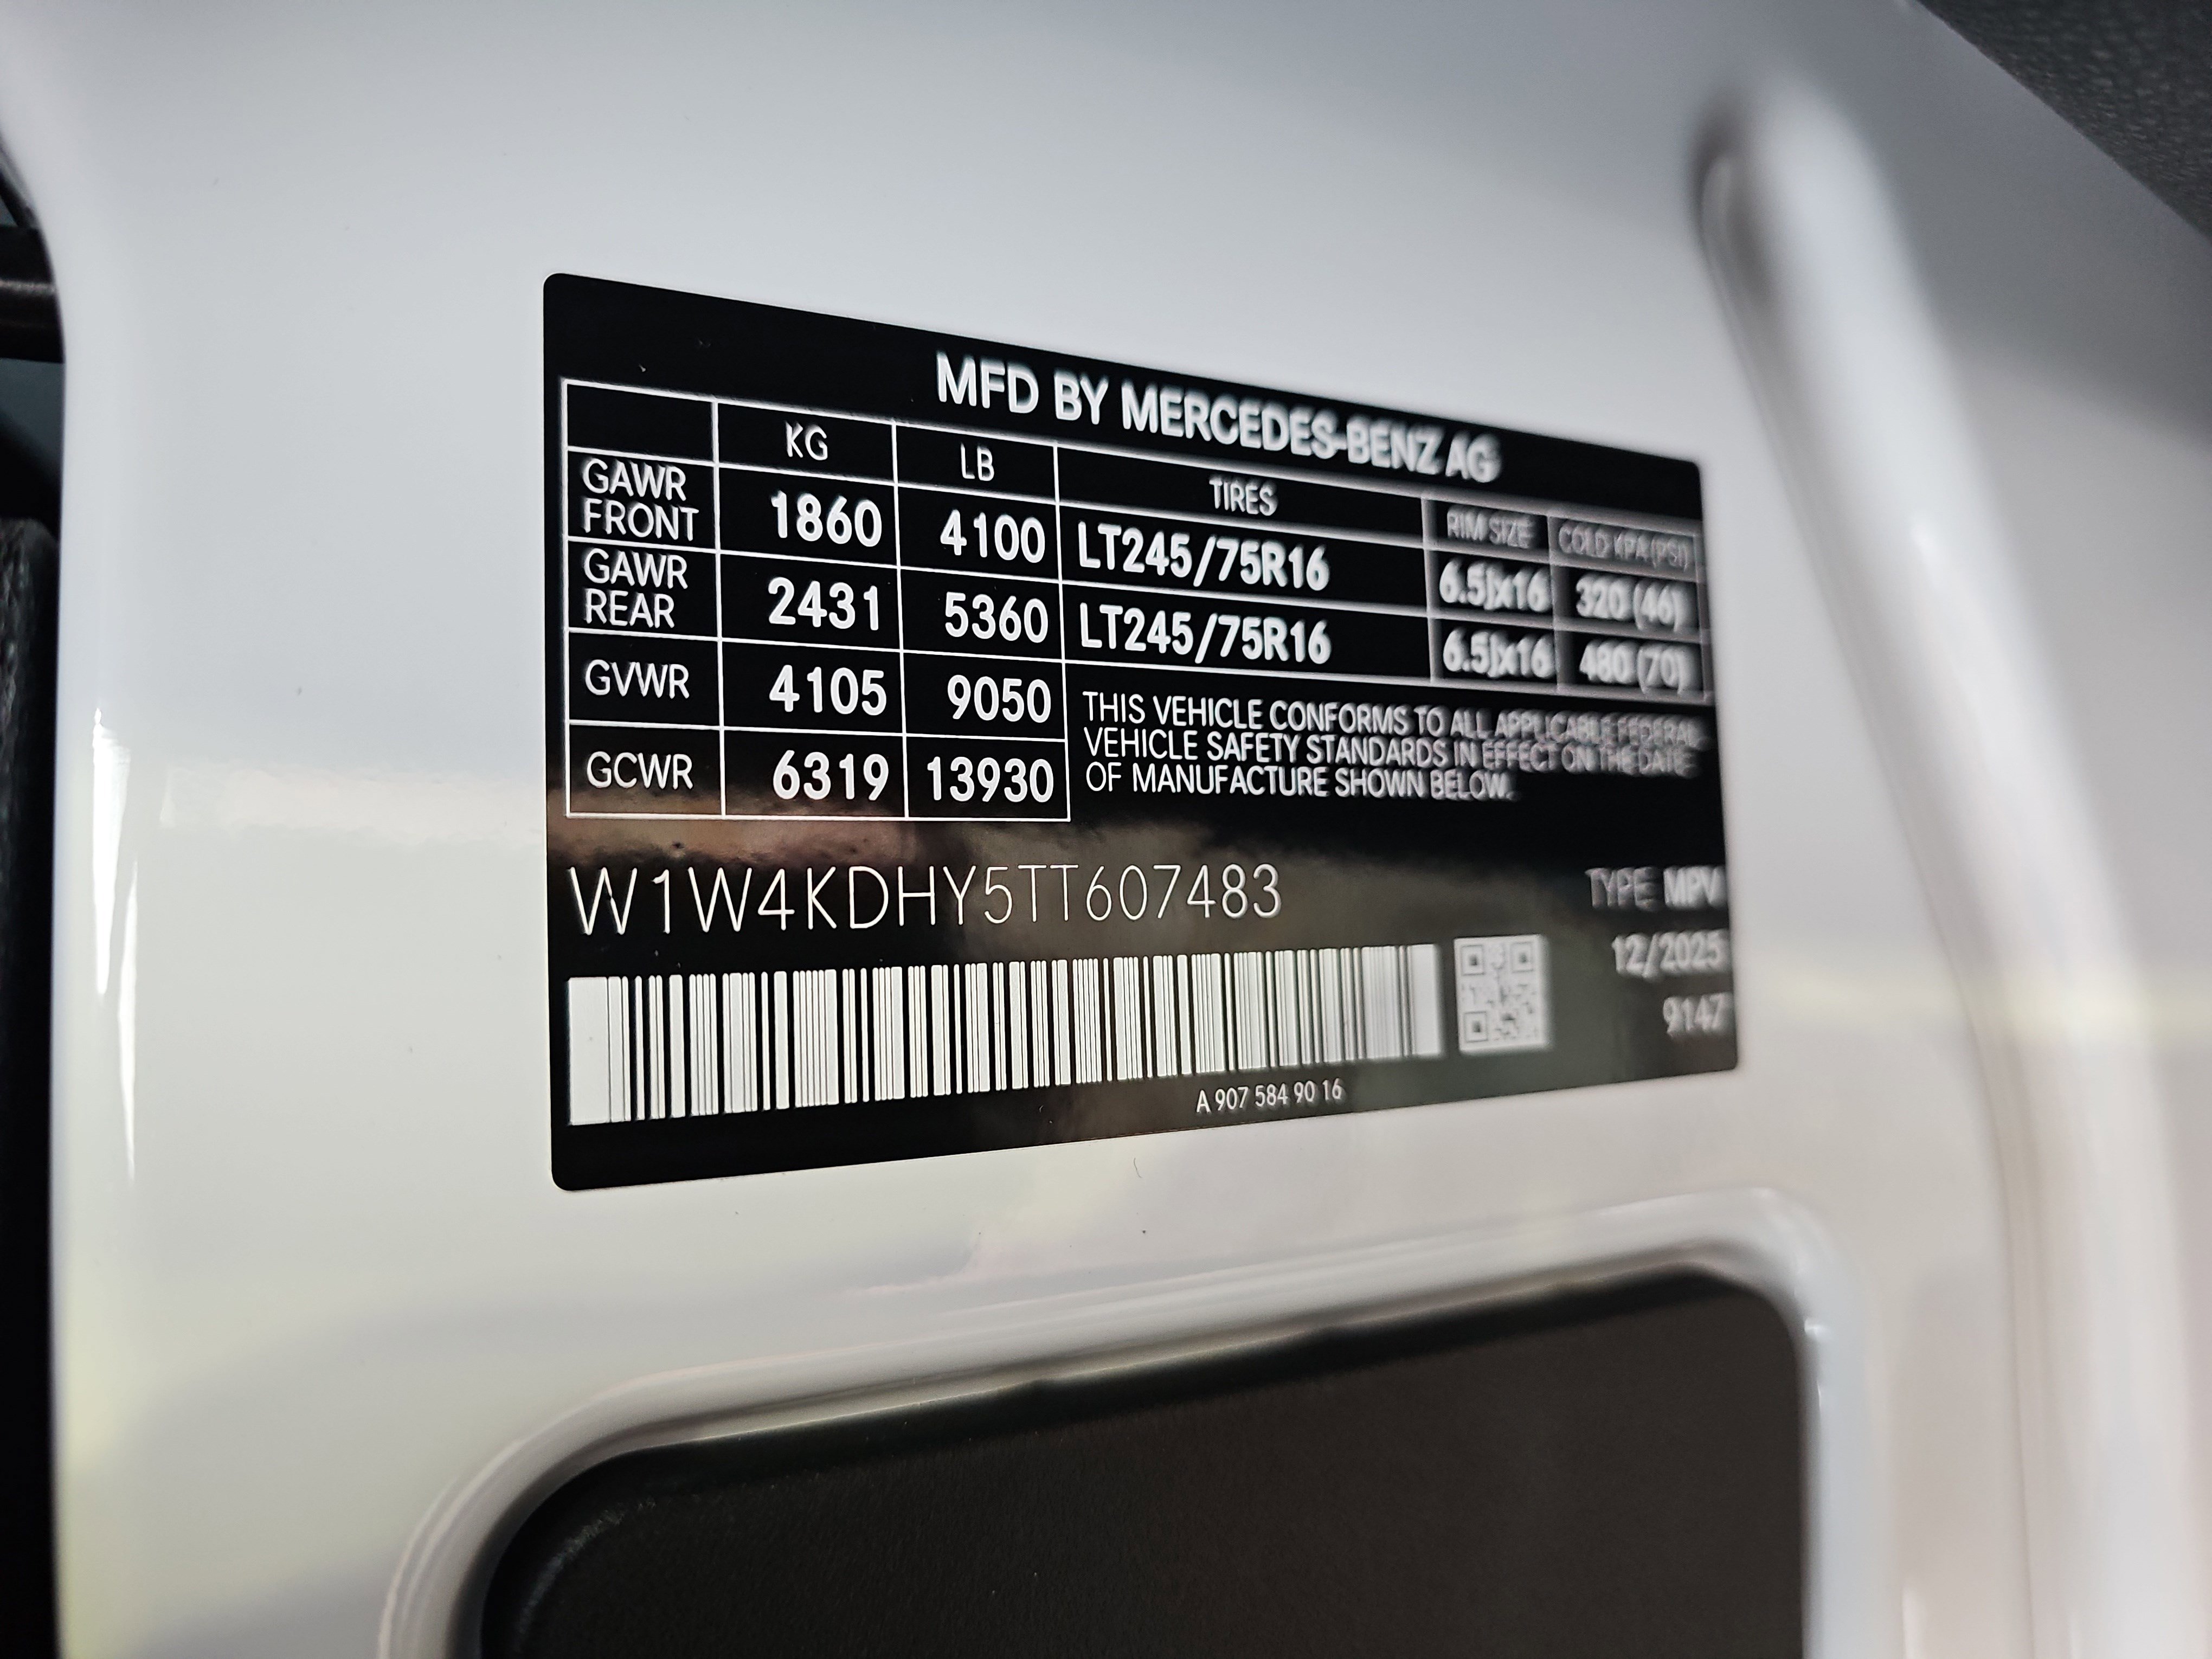 MFD BY MERCEDES-BENZ AG
KG LB TIRES RIM SIZE COLD KPA (PSI)
GAWR FRONT 1860 4100 LT245/75R16 6.5Jx16 320 (46)
GAWR REAR 2431 5360 LT245/75R16 6.5Jx16 480 (70)
GVWR 4105 9050
GCWR 6319 13930
THIS VEHICLE CONFORMS TO ALL APPLICABLE FEDERAL
VEHICLE SAFETY STANDARDS IN EFFECT ON THE DATE
OF MANUFACTURE SHOWN BELOW.
W1W4KDHY5TT607483
TYPE MPV
12/2025
9147
A 907 584 90 16